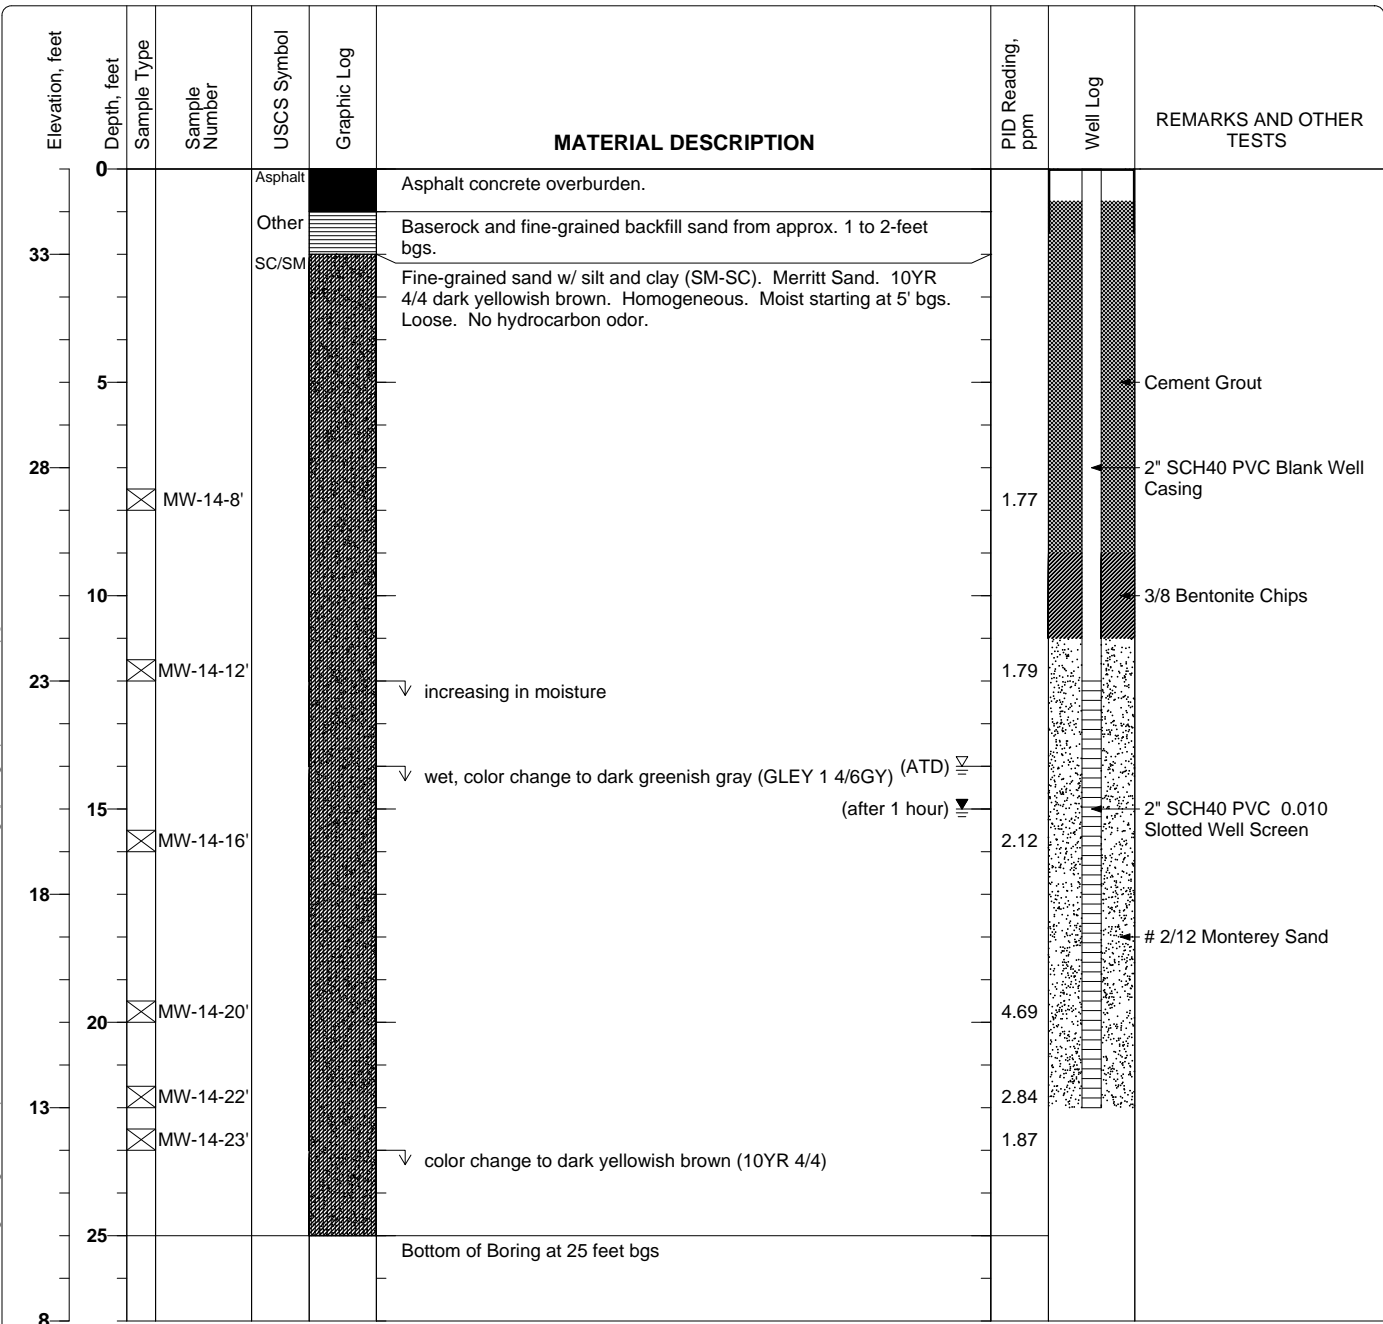 Elevation, feet
Depth, feet
Sample Type
Sample
Number
USCS Symbol
Graphic Log
MATERIAL DESCRIPTION
PID Reading,
ppm
Well Log
REMARKS AND OTHER
TESTS
0
Asphalt
Asphalt concrete overburden.
Other
Baserock and fine-grained backfill sand from approx. 1 to 2-feet
bgs.
33
SC/SM
Fine-grained sand w/ silt and clay (SM-SC). Merritt Sand. 10YR
4/4 dark yellowish brown. Homogeneous. Moist starting at 5' bgs.
Loose. No hydrocarbon odor.
5
Cement Grout
28
2" SCH40 PVC Blank Well
Casing
MW-14-8'
1.77
10
3/8 Bentonite Chips
MW-14-12'
1.79
23
increasing in moisture
wet, color change to dark greenish gray (GLEY 1 4/6GY)
(ATD)
(after 1 hour)
15
2" SCH40 PVC 0.010
Slotted Well Screen
MW-14-16'
2.12
18
# 2/12 Monterey Sand
MW-14-20'
4.69
20
MW-14-22'
2.84
13
MW-14-23'
1.87
color change to dark yellowish brown (10YR 4/4)
25
Bottom of Boring at 25 feet bgs
8